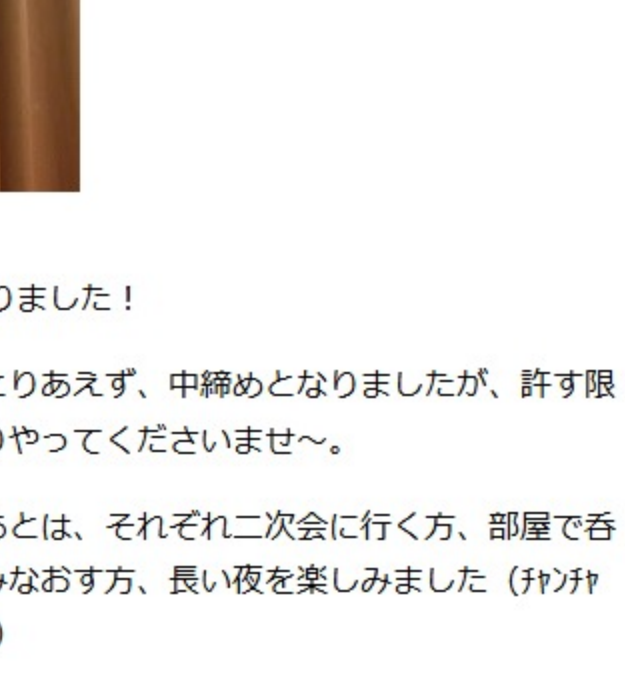 りました！
とりあえず、中締めとなりましたが、許す限
りやってくださいませ～。
あとは、それぞれ二次会に行く方、部屋で呑
みなおす方、長い夜を楽しみました（ﾁｬﾝﾁｬ
）